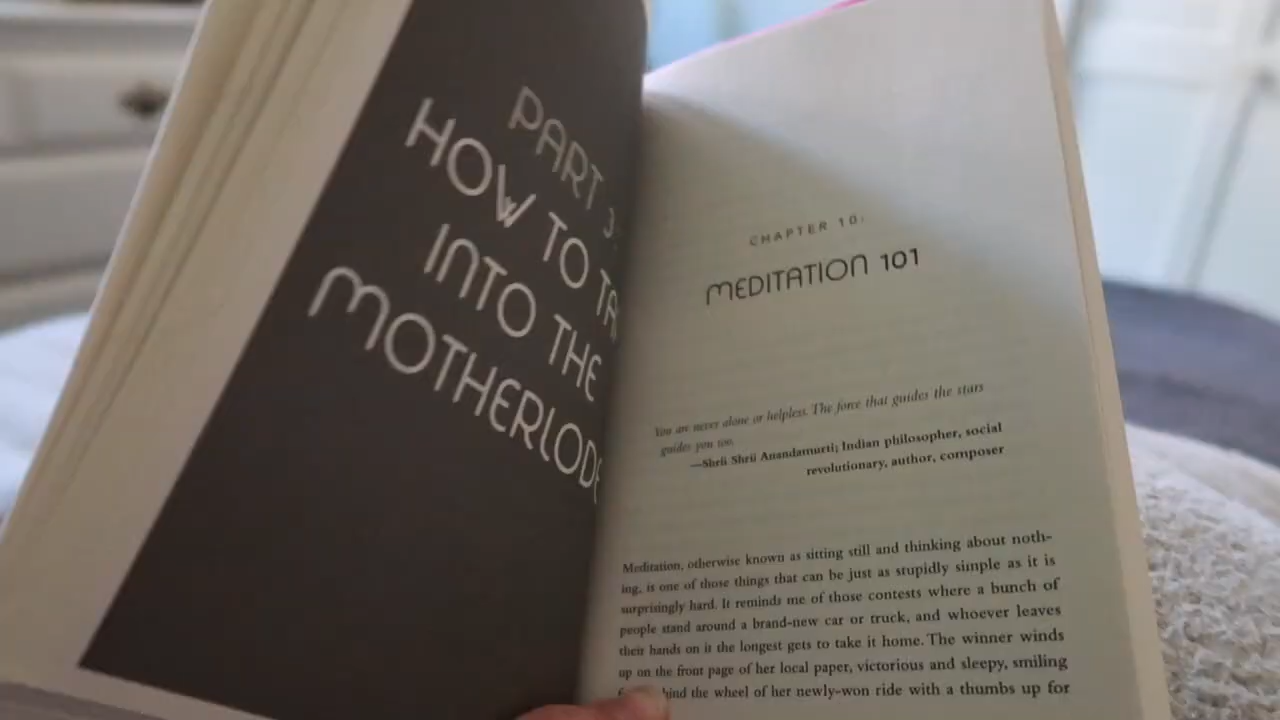 PART 3:
HOW TO TA
INTO THE
MOTHERLODE
CHAPTER 10:
MEDITATION 101
You are never alone or helpless. The force that guides the stars
guides you too.
—Shrii Shrii Anandamurti; Indian philosopher, social
revolutionary, author, composer
Meditation, otherwise known as sitting still and thinking about noth-
ing, is one of those things that can be just as stupidly simple as it is
surprisingly hard. It reminds me of those contests where a bunch of
people stand around a brand-new car or truck, and whoever leaves
their hands on it the longest gets to take it home. The winner winds
up on the front page of her local paper, victorious and sleepy, smiling
the wheel of her newly-won ride with a thumbs up for